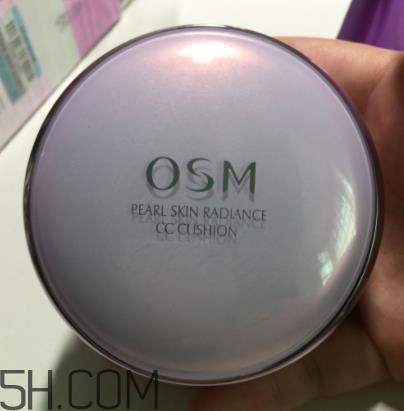 OSM
PEARL SKIN RADIANCE
CC CUSHION
5H.COM